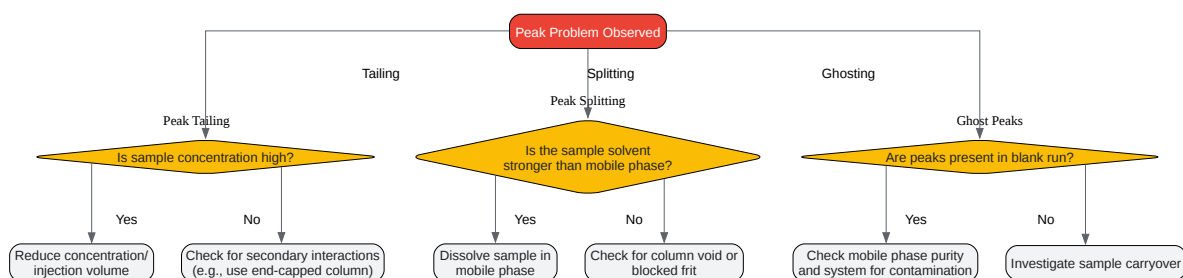 Peak Problem Observed
Tailing
Splitting
Ghosting
Peak Tailing
Peak Splitting
Ghost Peaks
Is sample concentration high?
Is the sample solvent
stronger than mobile phase?
Are peaks present in blank run?
Yes
No
Yes
No
Yes
No
Reduce concentration/
injection volume
Check for secondary interactions
(e.g., use end-capped column)
Dissolve sample in
mobile phase
Check for column void or
blocked frit
Check mobile phase purity
and system for contamination
Investigate sample carryover